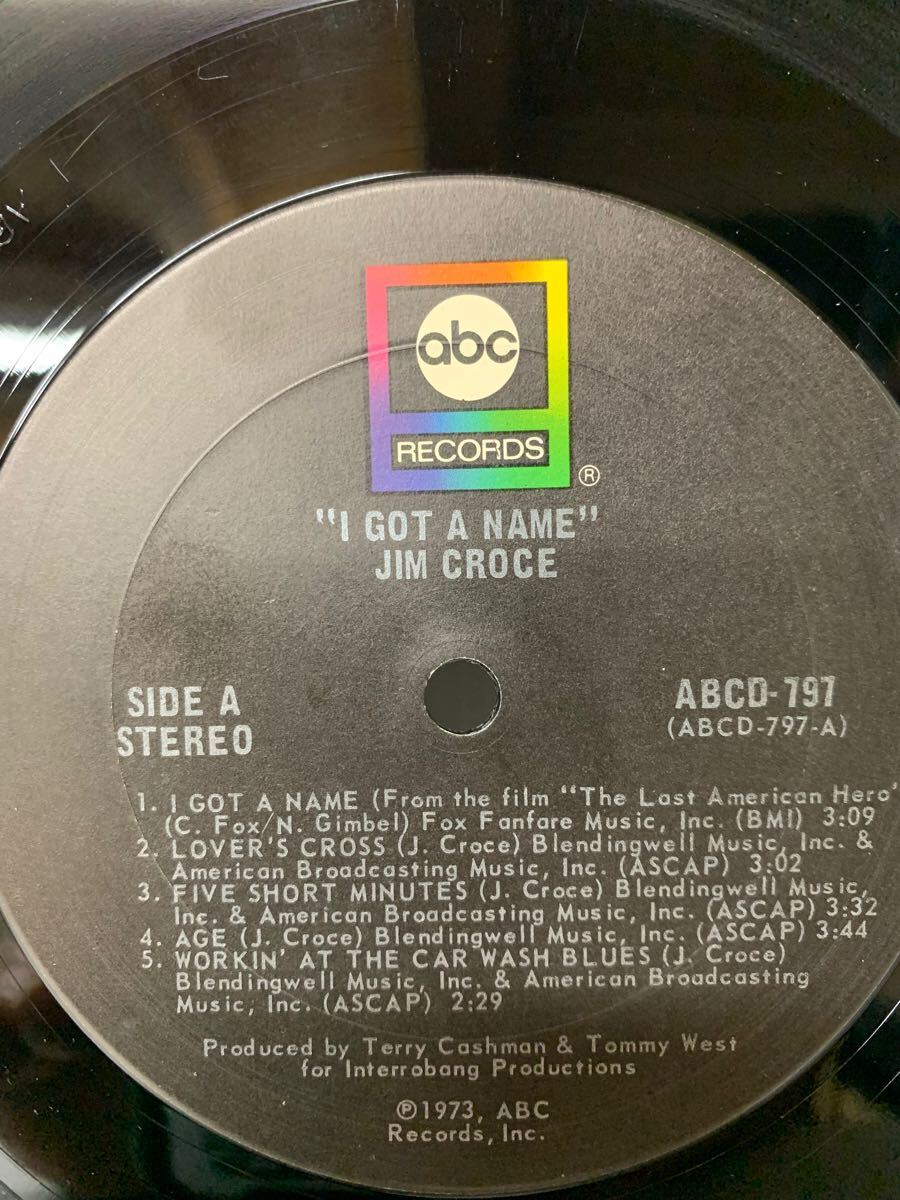 abc
RECORDS
®
"I GOT A NAME"
JIM CROCE
SIDE A
STEREO
ABCD-797
(ABCD-797-A)
1. I GOT A NAME (From the film "The Last American Hero"
(C. Fox/N. Gimbel) Fox Fanfare Music, Inc. (BMI) 3:09
2. LOVER'S CROSS (J. Croce) Blendingwell Music, Inc. &
American Broadcasting Music, Inc. (ASCAP) 3:02
3. FIVE SHORT MINUTES (J. Croce) Blendingwell Music,
Inc. & American Broadcasting Music, Inc. (ASCAP) 3:32
4. AGE (J. Croce) Blendingwell Music, Inc. (ASCAP) 3:44
5. WORKIN' AT THE CAR WASH BLUES (J. Croce)
Blendingwell Music, Inc. & American Broadcasting
Music, Inc. (ASCAP) 2:29
Produced by Terry Cashman & Tommy West
for Interrobang Productions
℗1973, ABC
Records, Inc.